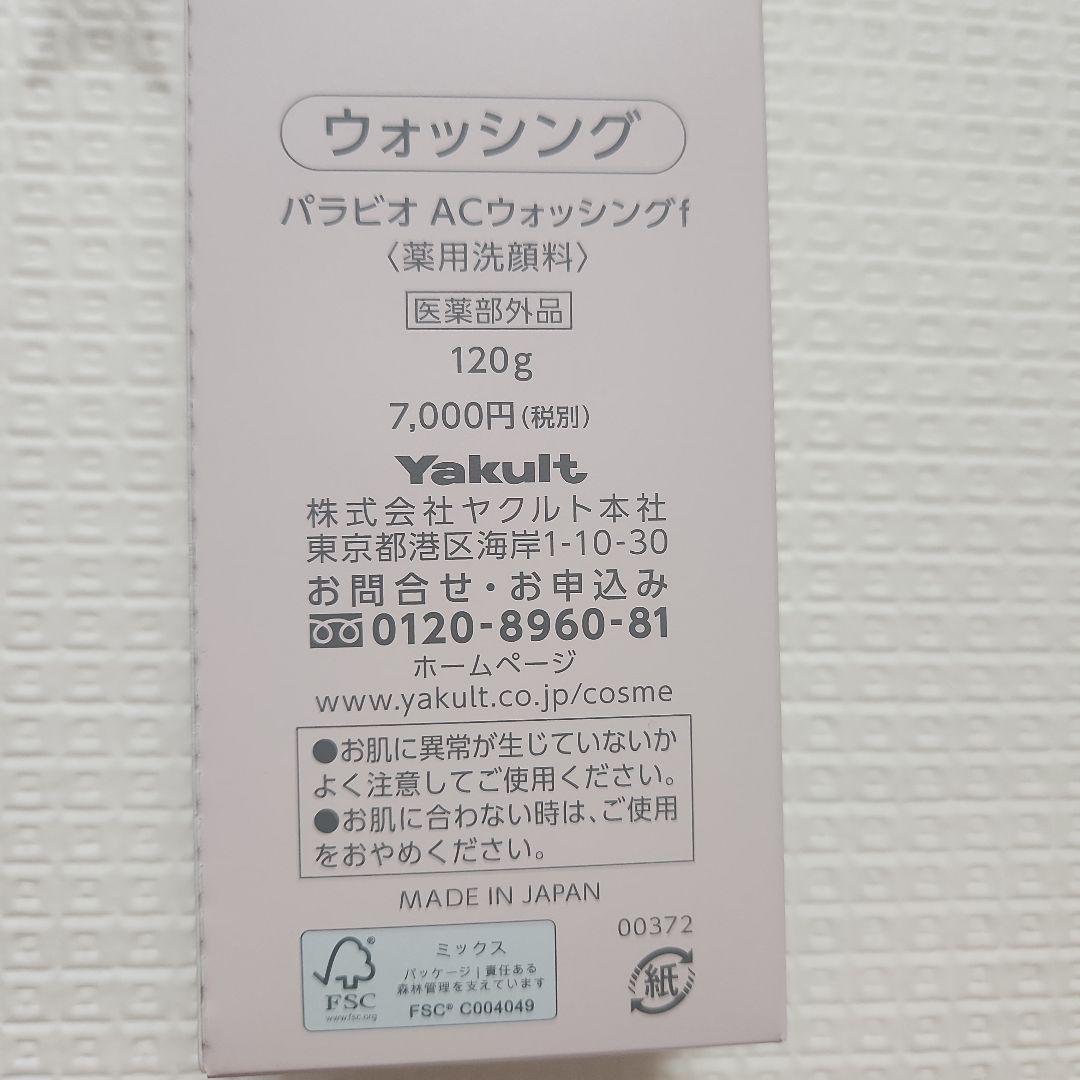 ウォッシング
パラビオ ACウォッシングf
〈薬用洗顔料〉
医薬部外品
120g
7,000円(税別)
Yakult
株式会社ヤクルト本社
東京都港区海岸1-10-30
お問合せ・お申込み
0120-8960-81
ホームページ
www.yakult.co.jp/cosme
●お肌に異常が生じていないか
よく注意してご使用ください。
●お肌に合わない時は、ご使用
をおやめください。
MADE IN JAPAN
00372
FSC
www.fsc.org
ミックス
パッケージ|責任ある
森林管理を支えています
FSC® C004049
紙